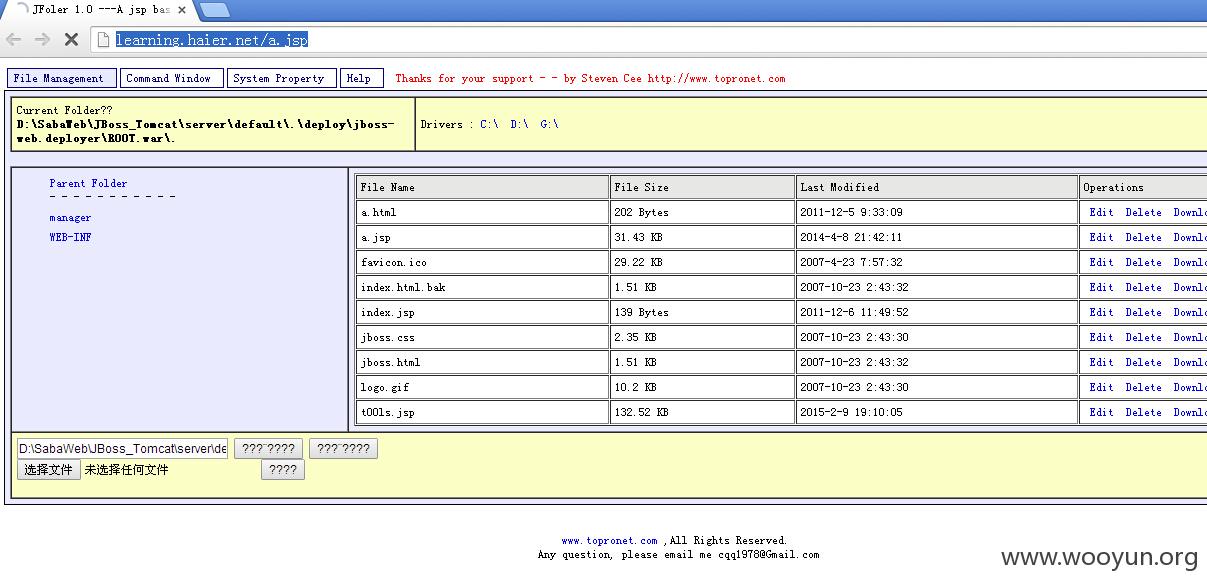 JFoler 1.0 ---A jsp bas
learning.haier.net/a.jsp
File Management Command Window System Property Help Thanks for your support - - by Steven Cee http://www.topronet.com
Current Folder??
D:\SabaWeb\JBoss_Tomcat\server\default\.\deploy\jboss-
web.deployer\ROOT.war\.
Drivers : C:\ D:\ G:\
Parent Folder
- - - - - - - - - - -
manager
WEB-INF
File Name File Size Last Modified Operations
a.html 202 Bytes 2011-12-5 9:33:09 Edit Delete Downlo
a.jsp 31.43 KB 2014-4-8 21:42:11 Edit Delete Downlo
favicon.ico 29.22 KB 2007-4-23 7:57:32 Edit Delete Downlo
index.html.bak 1.51 KB 2007-10-23 2:43:32 Edit Delete Downlo
index.jsp 139 Bytes 2011-12-6 11:49:52 Edit Delete Downlo
jboss.css 2.35 KB 2007-10-23 2:43:30 Edit Delete Downlo
jboss.html 1.51 KB 2007-10-23 2:43:32 Edit Delete Downlo
logo.gif 10.2 KB 2007-10-23 2:43:30 Edit Delete Downlo
t00ls.jsp 132.52 KB 2015-2-9 19:10:05 Edit Delete Downlo
D:\SabaWeb\JBoss_Tomcat\server\de ???¨???? ???¨????
选择文件 未选择任何文件 ????
www.topronet.com ,All Rights Reserved.
Any question, please email me cqq1978@Gmail.com
www.wooyun.org